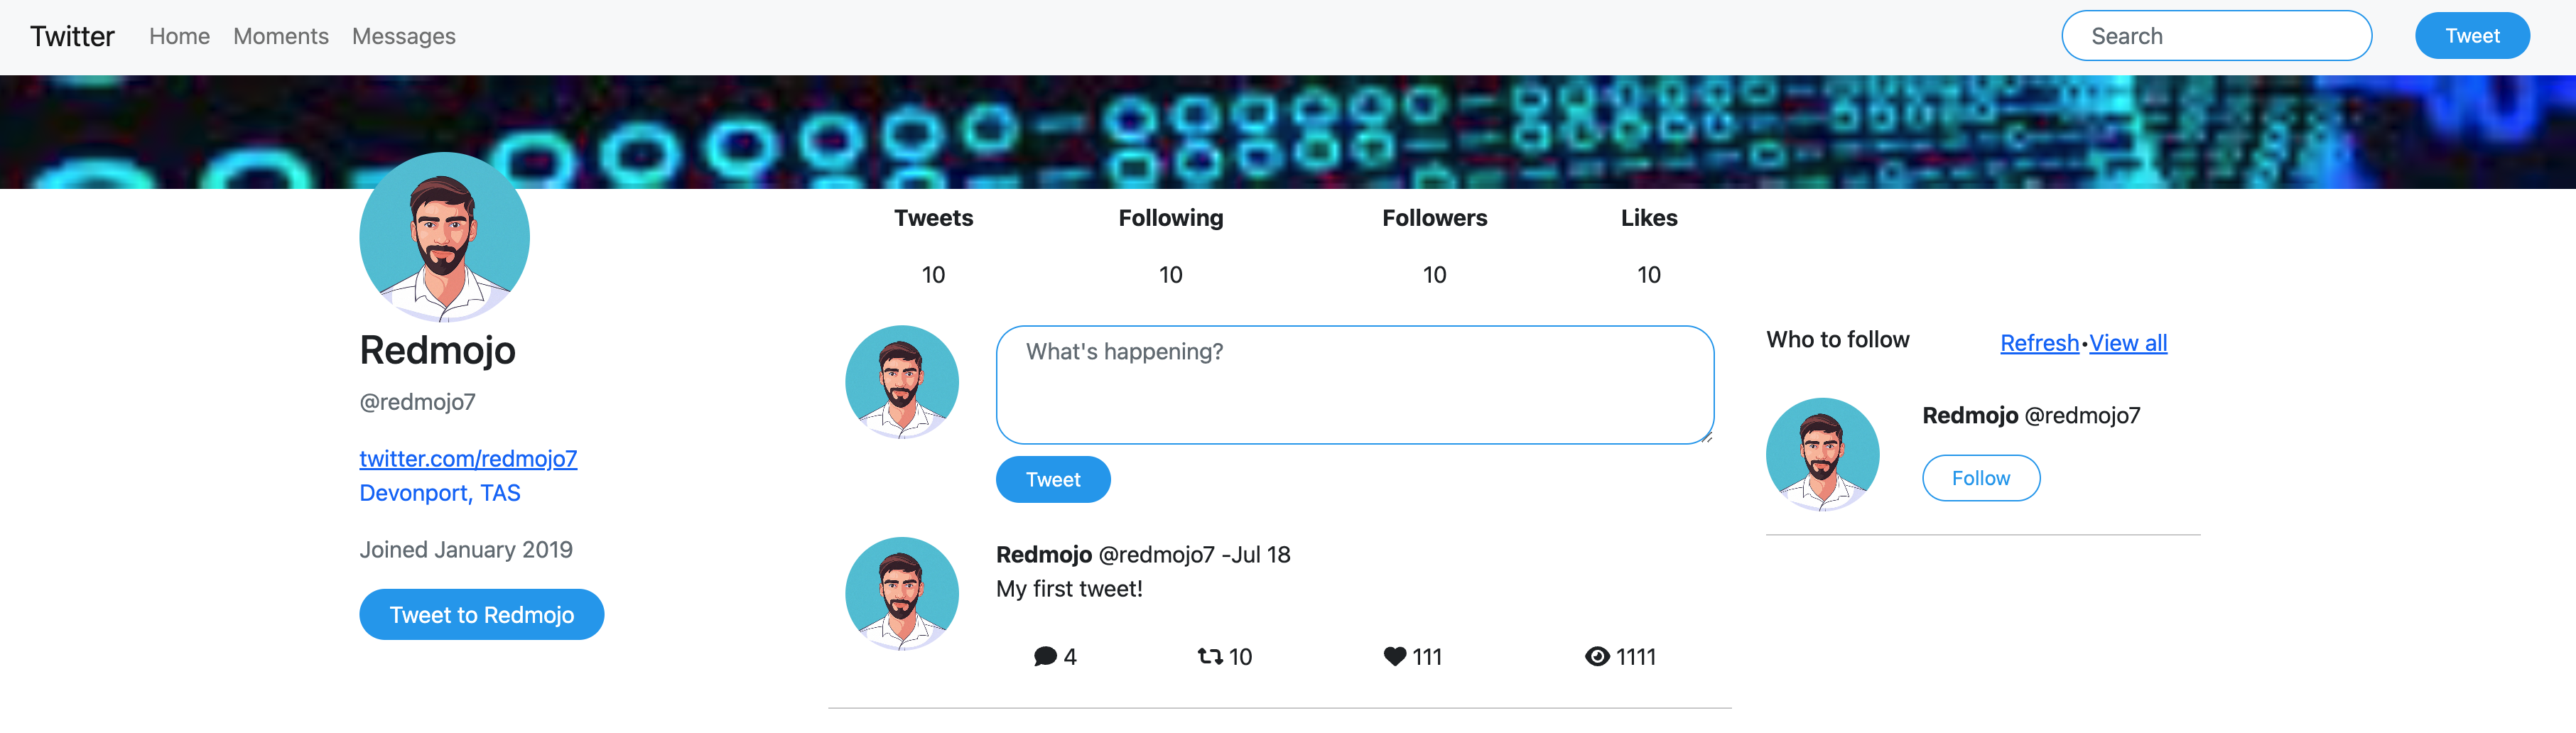 Twitter Home Moments Messages Search Tweet
Tweets Following Followers Likes
10 10 10 10
Redmojo
@redmojo7
twitter.com/redmojo7
Devonport, TAS
Joined January 2019
Tweet to Redmojo
What's happening?
Tweet
Redmojo @redmojo7 -Jul 18
My first tweet!
4 10 111 1111
Who to follow Refresh•View all
Redmojo @redmojo7
Follow